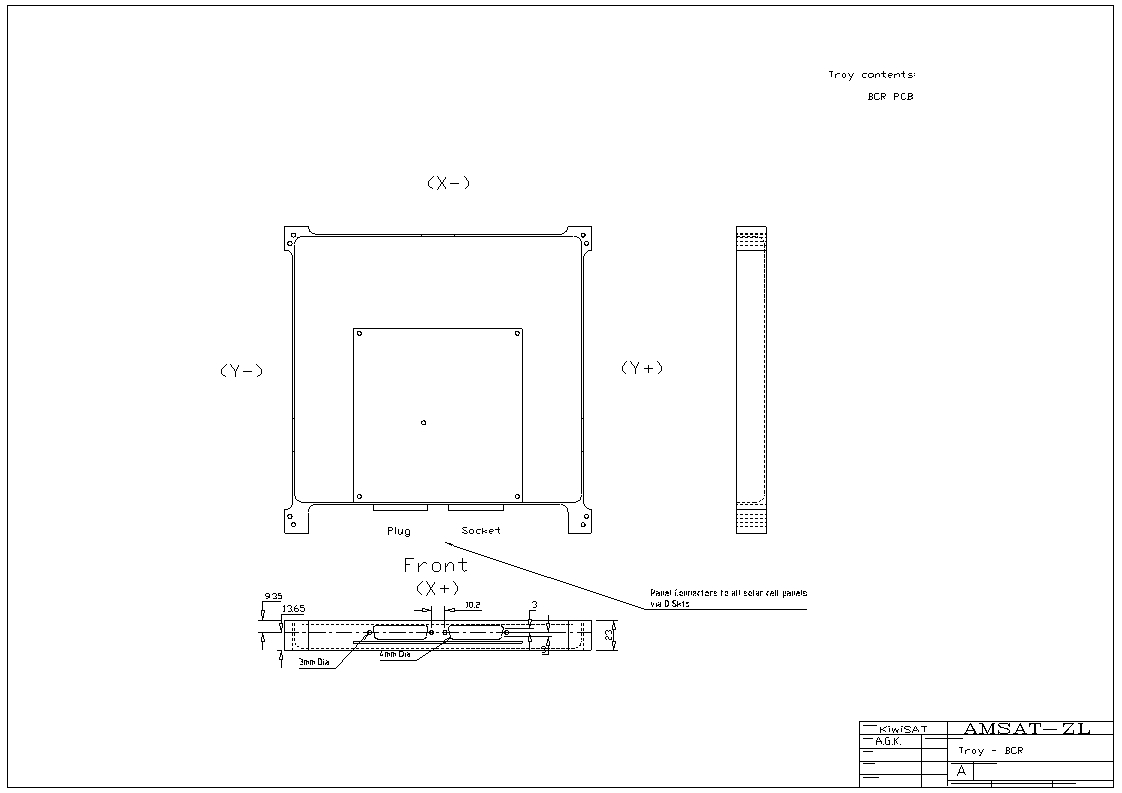 Troy contents:
BCR PCB
(X-)
(Y-)
(Y+)
Plug
Socket
Front
(X+)
Panel Connectors to all solar cell panels
via D Skts
9.35
13.65
10.2
3
23
3mm Dia
4mm Dia
KiwiSAT
AMSAT-ZL
A.G.K.
Troy - BCR
A